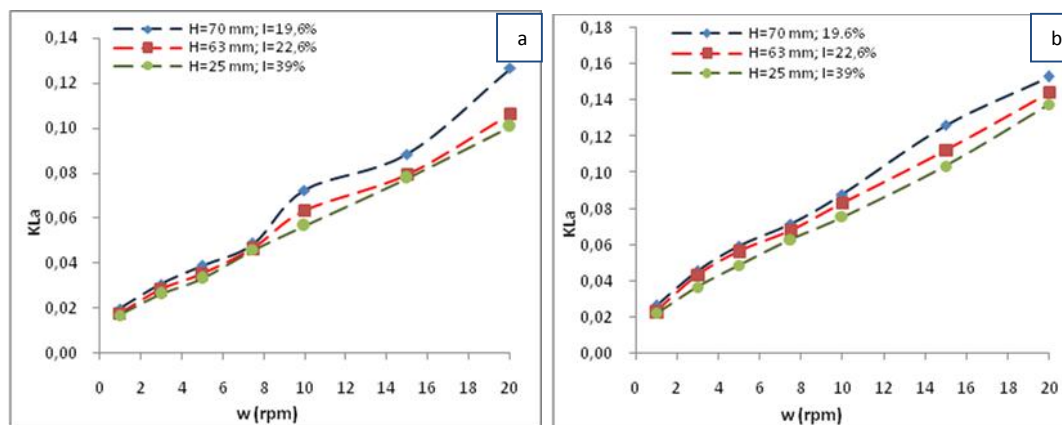 a
H=70 mm; I=19,6%
H=63 mm; I=22,6%
H=25 mm; I=39%
0,14
0,12
0,10
0,08
0,06
0,04
0,02
0,00
KLa
0 2 4 6 8 10 12 14 16 18 20
w (rpm)
b
H=70 mm; 19.6%
H=63 mm; I=22,6%
H=25 mm; I=39%
0,18
0,16
0,14
0,12
0,10
0,08
0,06
0,04
0,02
0,00
KLa
0 2 4 6 8 10 12 14 16 18 20
w (rpm)